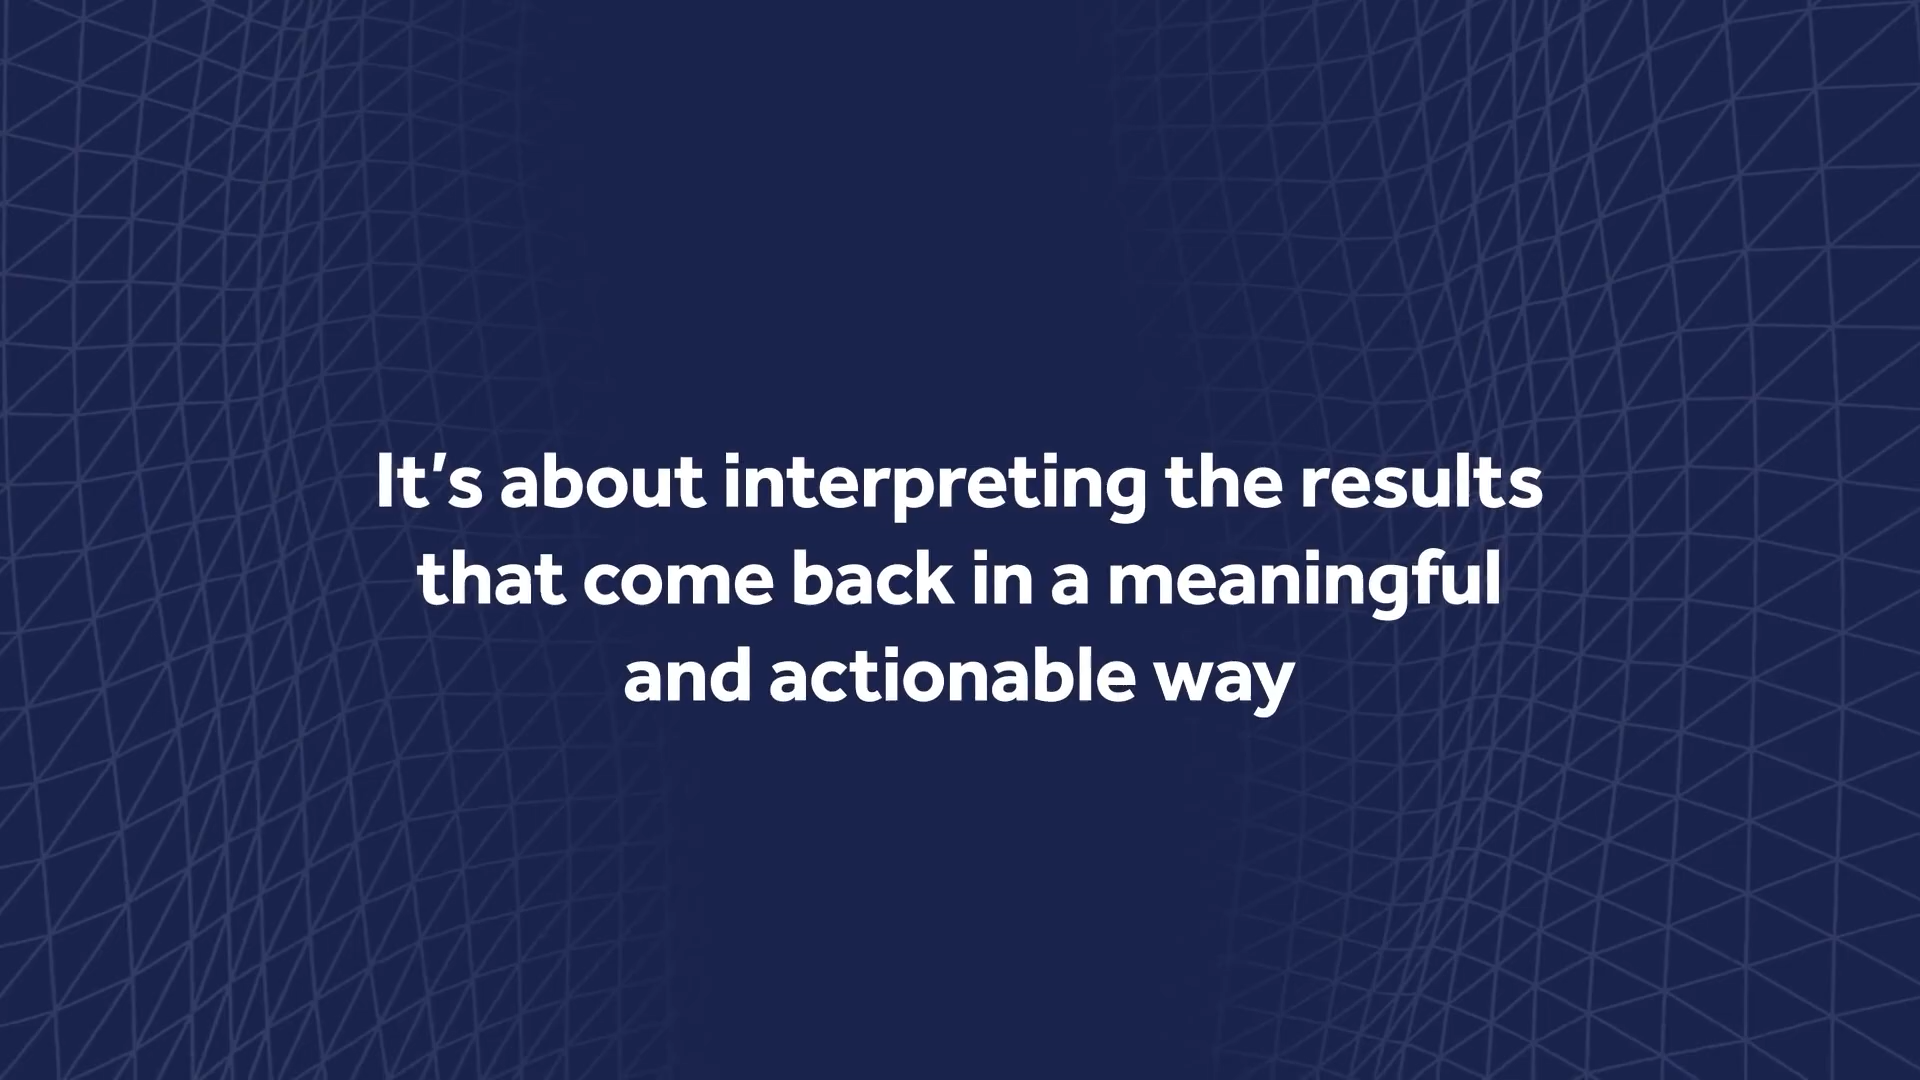 It's about interpreting the results
that come back in a meaningful
and actionable way